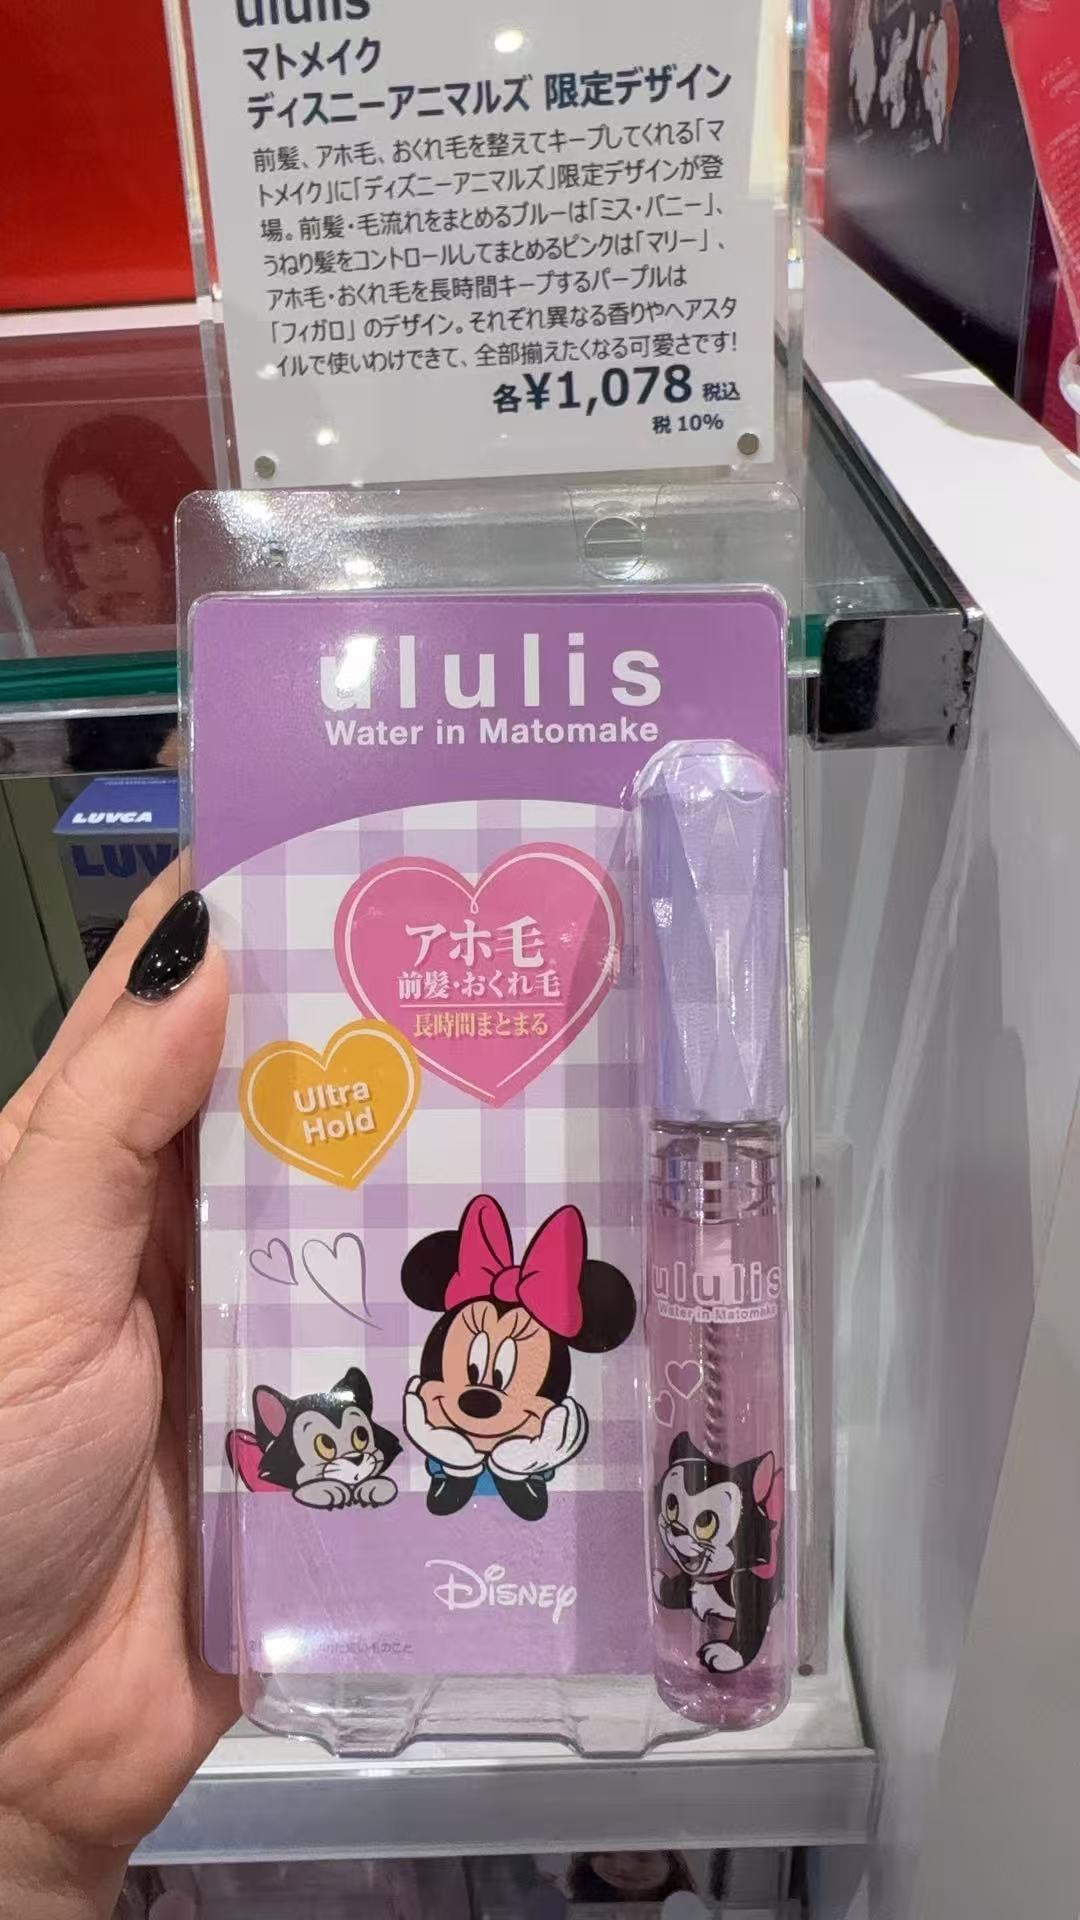 ululis
マトメイク
ディスニーアニマルズ 限定デザイン
前髪、アホ毛、おくれ毛を整えてキープしてくれる「マ
トメイク」に「ディズニーアニマルズ」限定デザインが登
場。前髪・毛流れをまとめるブルーは「ミス・バニー」、
うねり髪をコントロールしてまとめるピンクは「マリー」、
アホ毛・おくれ毛を長時間キープするパープルは
「フィガロ」のデザイン。それぞれ異なる香りやヘアスタ
イルで使いわけできて、全部揃えたくなる可愛さです!
各¥1,078 税込
税10%
ululis
Water in Matomake
LUVCA
LUV
アホ毛
前髪・おくれ毛
長時間まとまる
Ultra
Hold
ululis
Water in Matomake
Disney